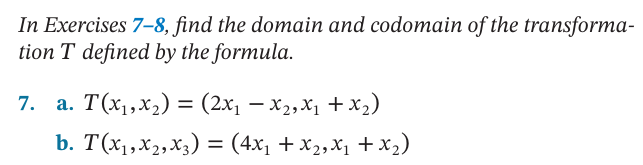 In Exercises 7–8, find the domain and codomain of the transforma-
tion T defined by the formula.
7. a. T(x₁,x₂) = (2x₁ − x₂,x₁ + x₂)
b. T(x₁,x₂,x₃) = (4x₁ + x₂,x₁ + x₂)